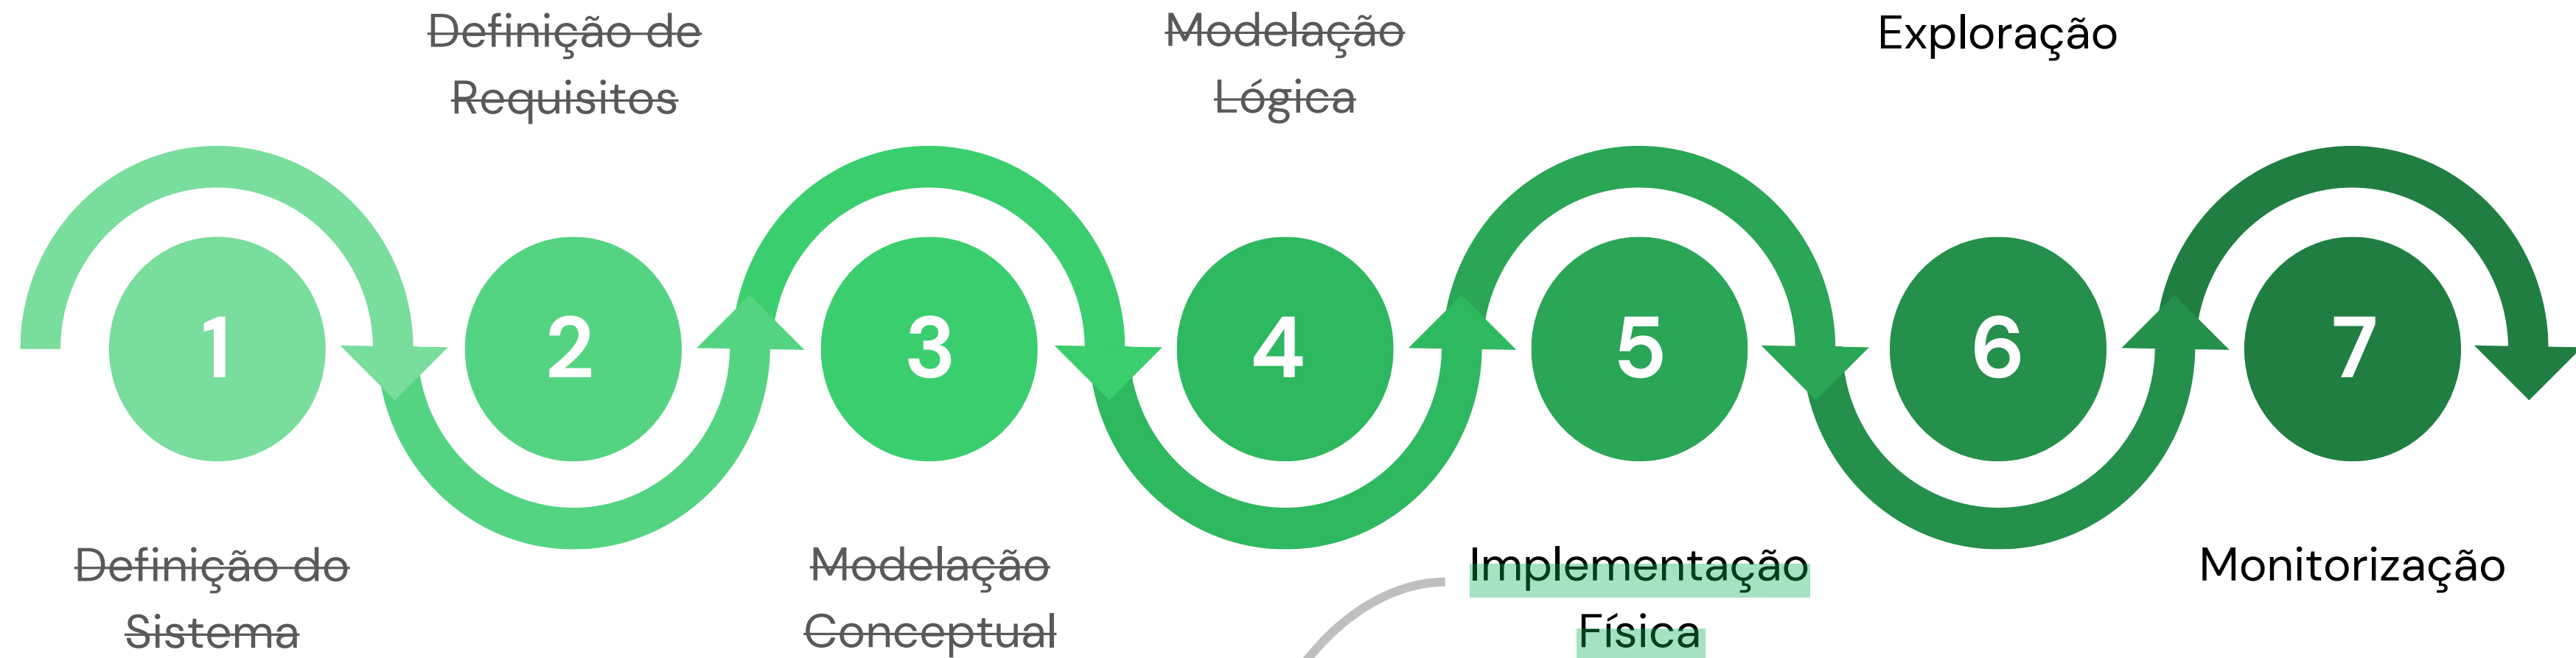 Definição de
Requisitos
Modelação
Lógica
Exploração
1
2
3
4
5
6
7
Definição do
Sistema
Modelação
Conceptual
Implementação
Física
Monitorização